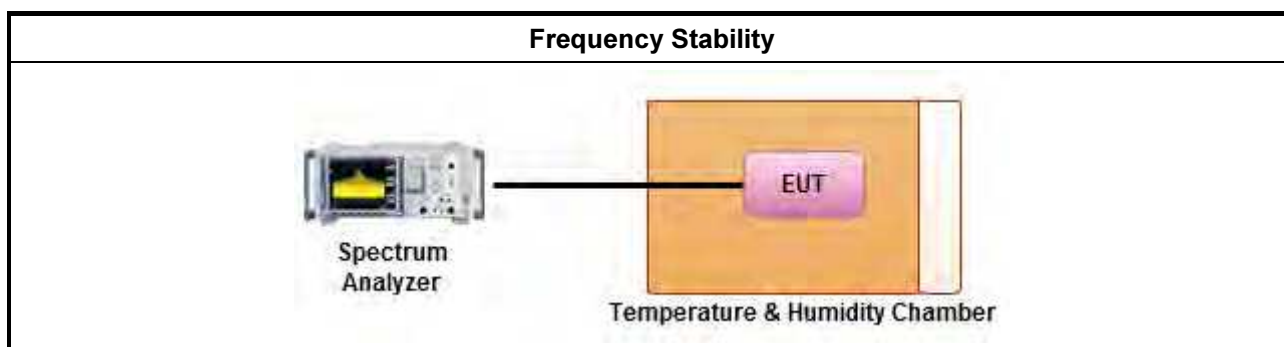 Frequency Stability
EUT
Spectrum
Analyzer
Temperature & Humidity Chamber